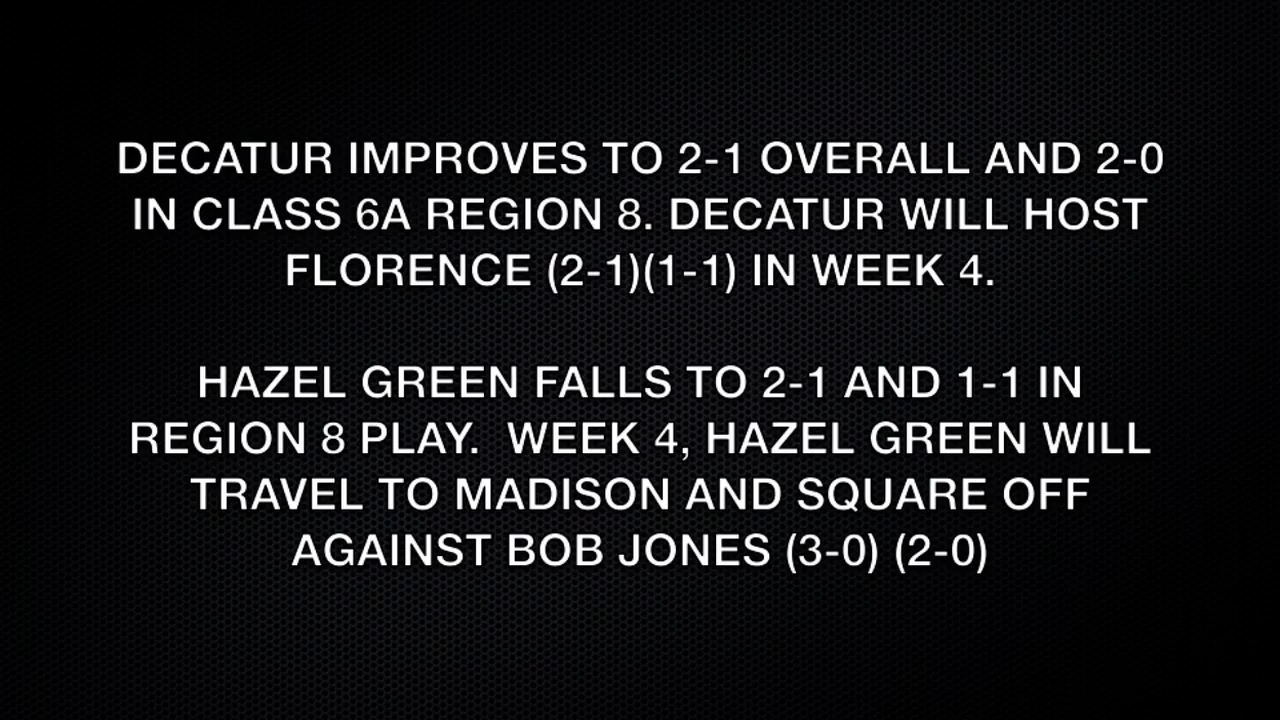 DECATUR IMPROVES TO 2-1 OVERALL AND 2-0
IN CLASS 6A REGION 8. DECATUR WILL HOST
FLORENCE (2-1)(1-1) IN WEEK 4.
HAZEL GREEN FALLS TO 2-1 AND 1-1 IN
REGION 8 PLAY.  WEEK 4, HAZEL GREEN WILL
TRAVEL TO MADISON AND SQUARE OFF
AGAINST BOB JONES (3-0) (2-0)